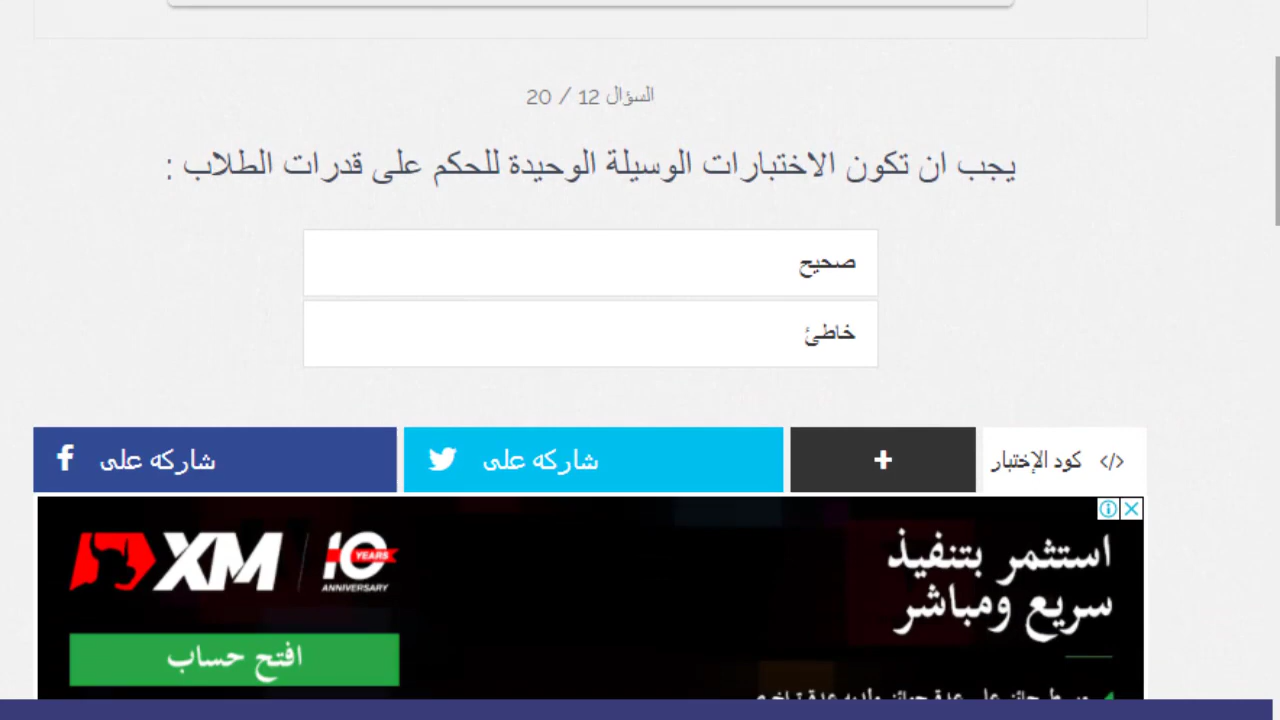 السؤال 12 / 20
يجب ان تكون الاختبارات الوسيلة الوحيدة للحكم على قدرات الطلاب :
صحيح
خاطئ
شاركه على
شاركه على
+
كود الإختبار </>
XM 10 YEARS ANNIVERSARY
استثمر بتنفيذ
سريع ومباشر
افتح حساب